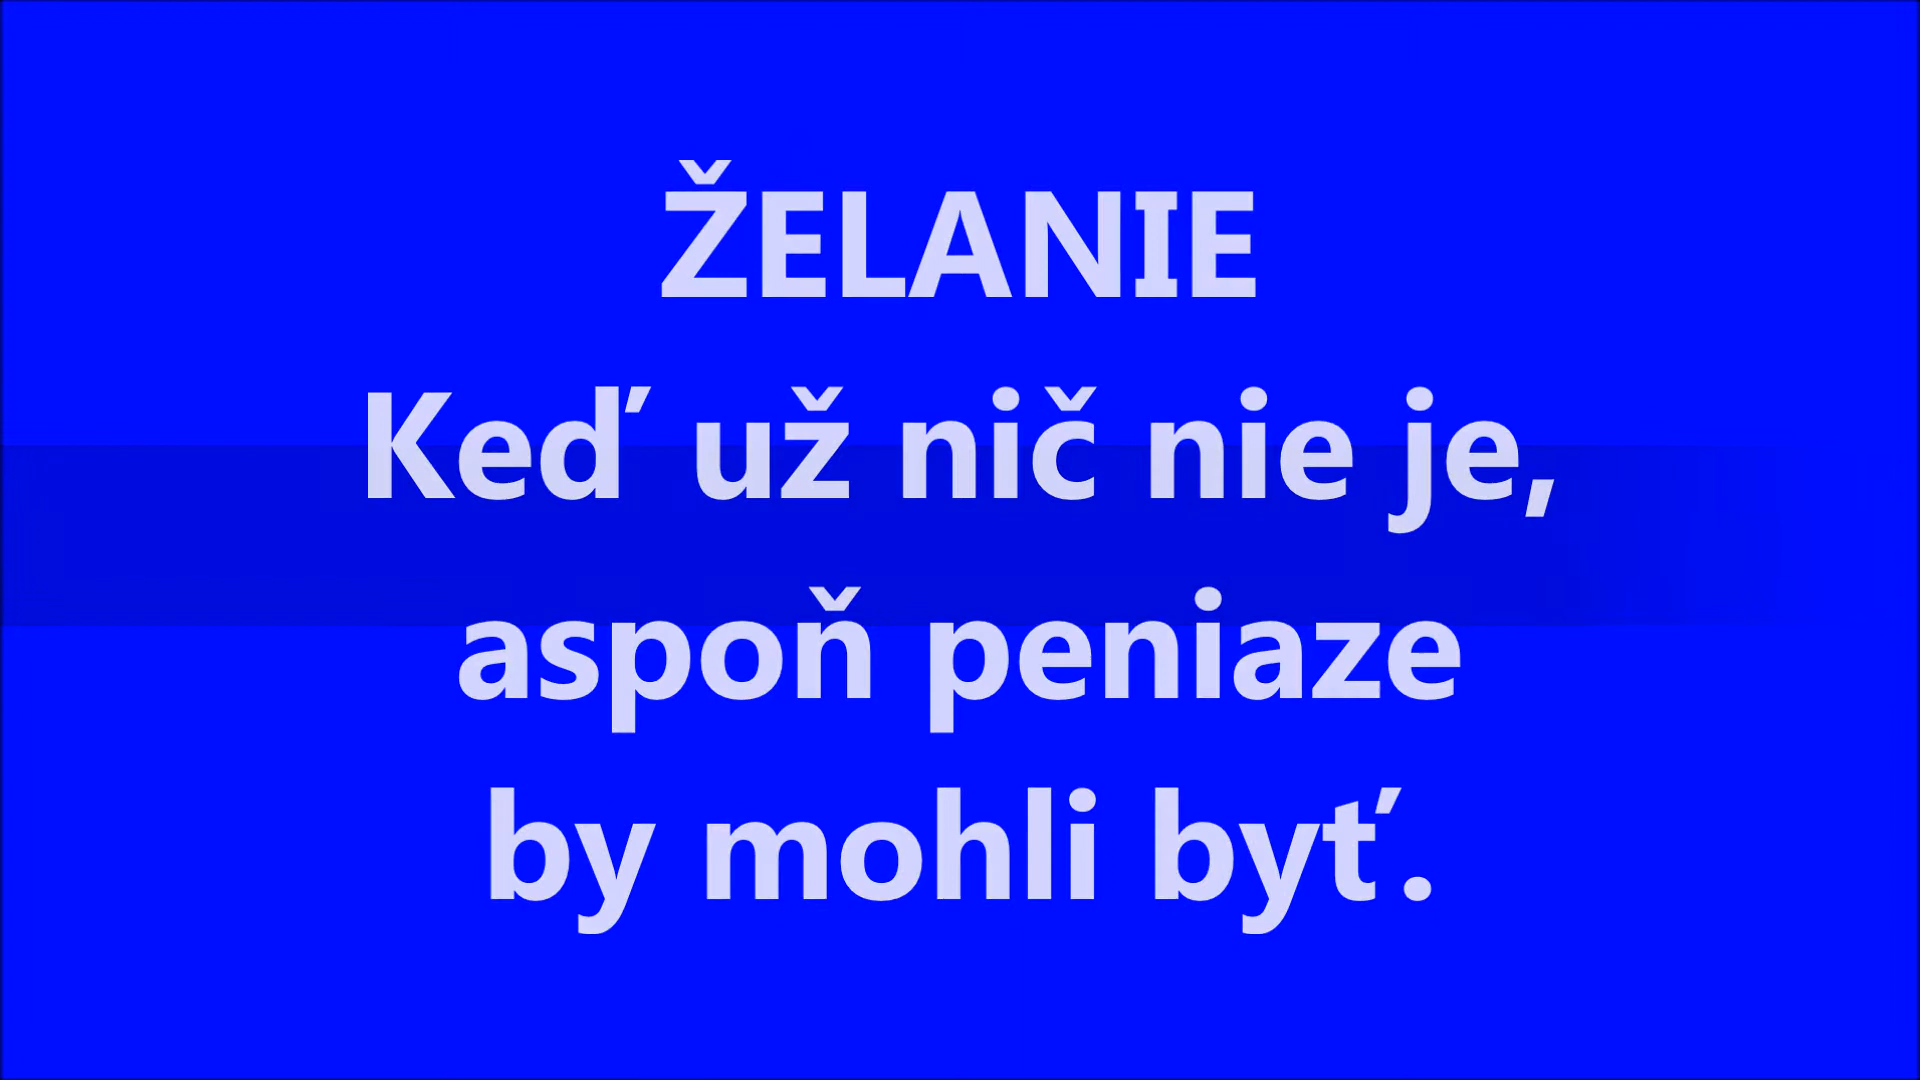 ŽELANIE
Keď už nič nie je,
aspoň peniaze
by mohli byť.